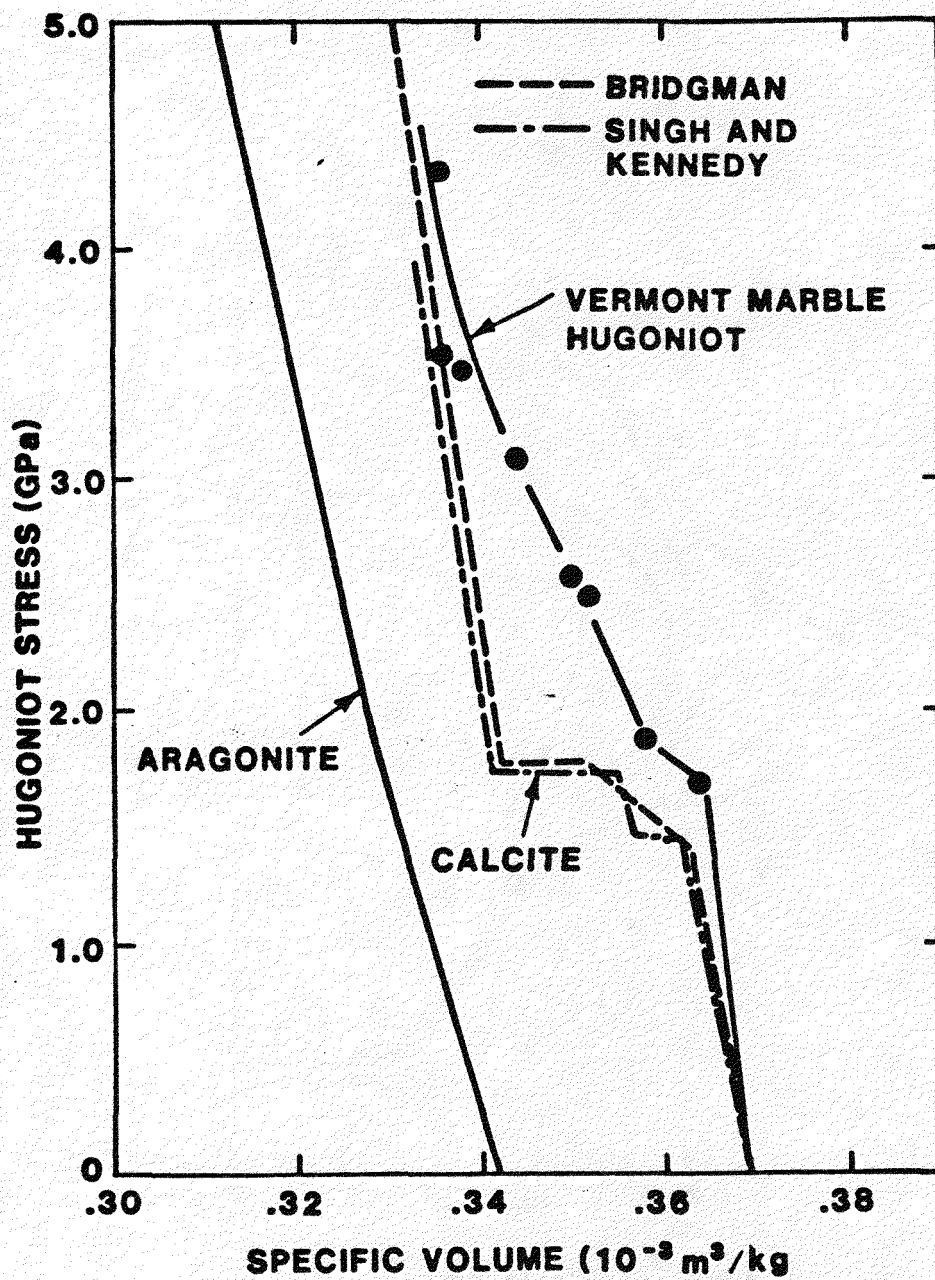 5.0
BRIDGMAN
SINGH AND
KENNEDY
4.0
VERMONT MARBLE
HUGONIOT
3.0
HUGONIOT STRESS (GPa)
2.0
ARAGONITE
CALCITE
1.0
0
.30 .32 .34 .36 .38
SPECIFIC VOLUME (10⁻³ m³/kg